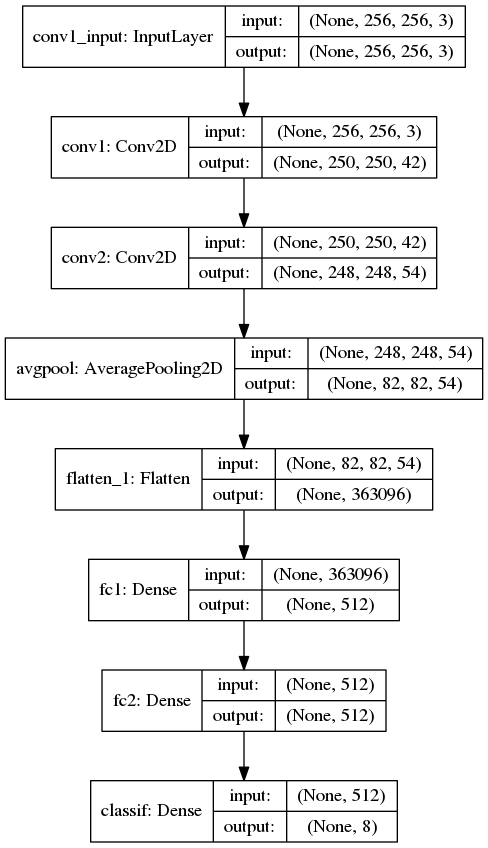 conv1_input: InputLayer
input:
(None, 256, 256, 3)
output:
(None, 256, 256, 3)
conv1: Conv2D
input:
(None, 256, 256, 3)
output:
(None, 250, 250, 42)
conv2: Conv2D
input:
(None, 250, 250, 42)
output:
(None, 248, 248, 54)
avgpool: AveragePooling2D
input:
(None, 248, 248, 54)
output:
(None, 82, 82, 54)
flatten_1: Flatten
input:
(None, 82, 82, 54)
output:
(None, 363096)
fc1: Dense
input:
(None, 363096)
output:
(None, 512)
fc2: Dense
input:
(None, 512)
output:
(None, 512)
classif: Dense
input:
(None, 512)
output:
(None, 8)